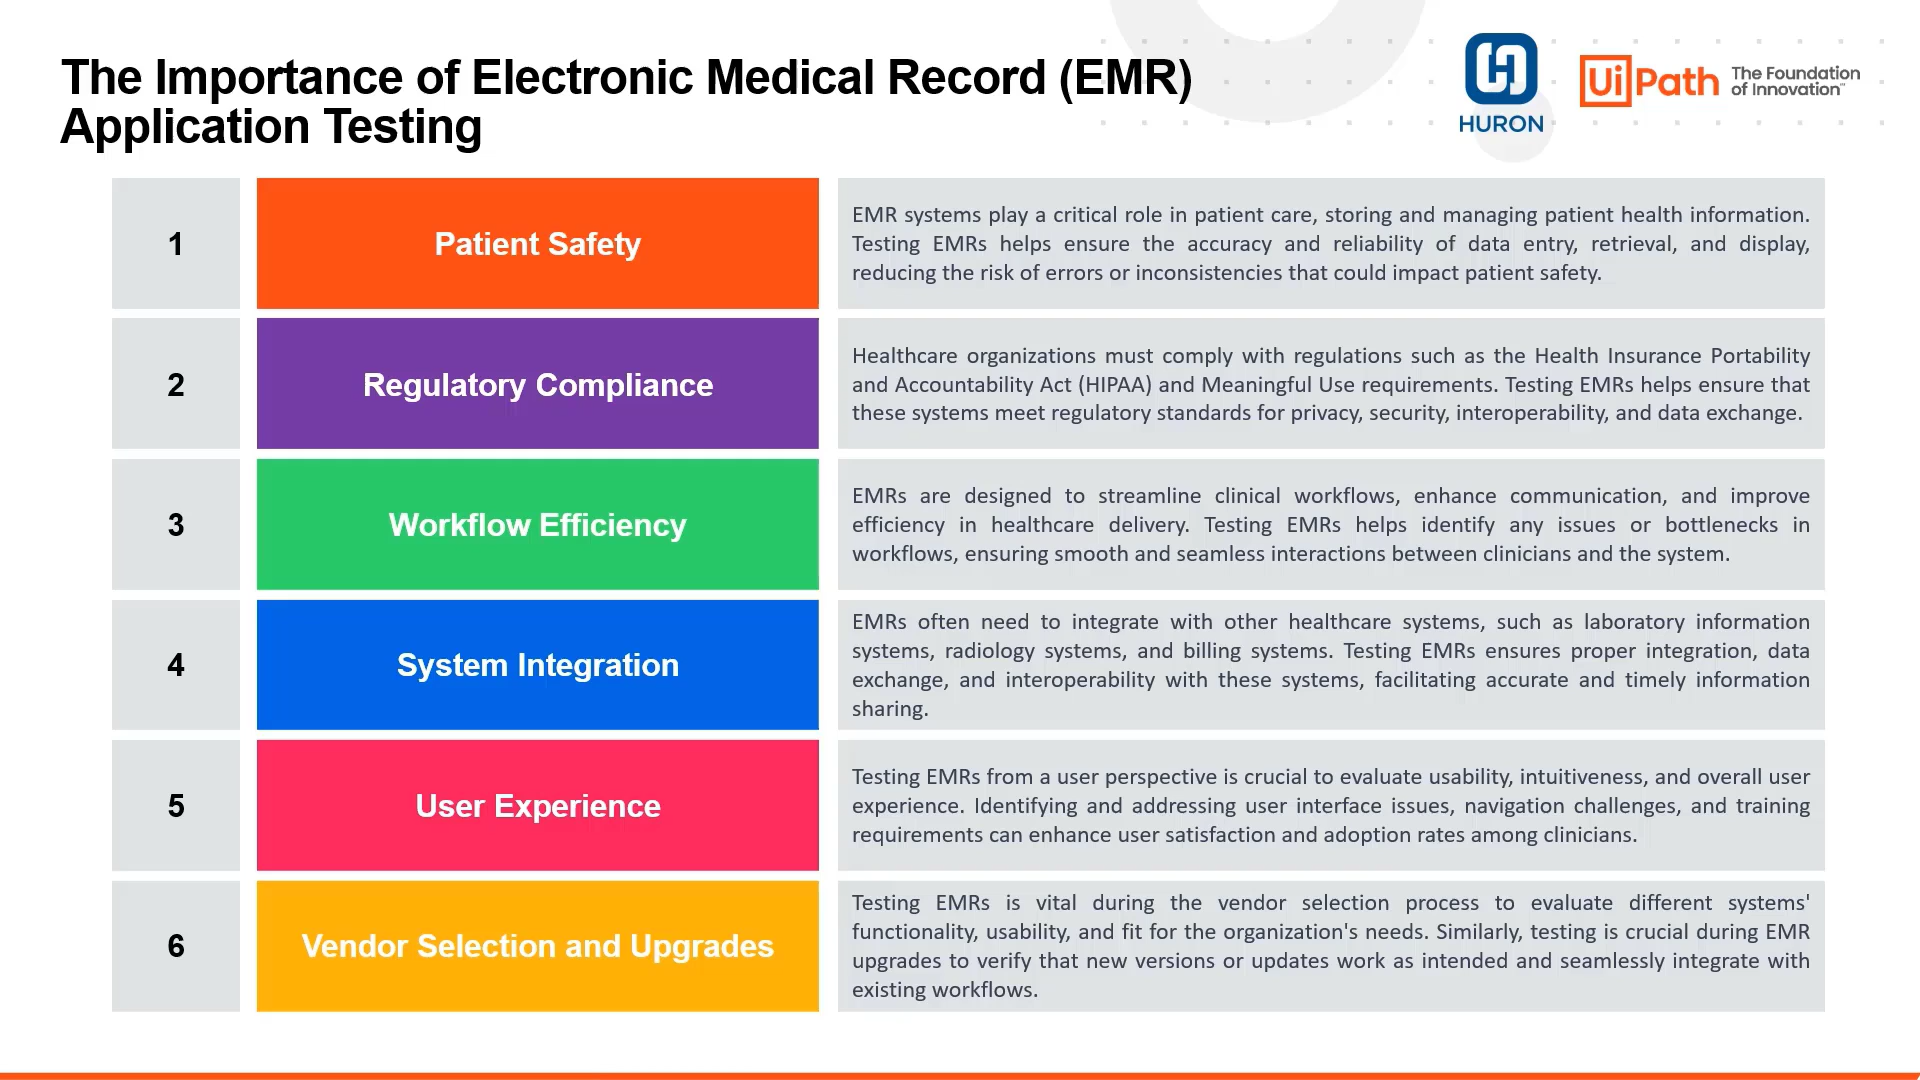 The Importance of Electronic Medical Record (EMR)
Application Testing
HURON
UiPath
The Foundation
of Innovation™
1
Patient Safety
EMR systems play a critical role in patient care, storing and managing patient health information.
Testing EMRs helps ensure the accuracy and reliability of data entry, retrieval, and display,
reducing the risk of errors or inconsistencies that could impact patient safety.
2
Regulatory Compliance
Healthcare organizations must comply with regulations such as the Health Insurance Portability
and Accountability Act (HIPAA) and Meaningful Use requirements. Testing EMRs helps ensure that
these systems meet regulatory standards for privacy, security, interoperability, and data exchange.
3
Workflow Efficiency
EMRs are designed to streamline clinical workflows, enhance communication, and improve
efficiency in healthcare delivery. Testing EMRs helps identify any issues or bottlenecks in
workflows, ensuring smooth and seamless interactions between clinicians and the system.
4
System Integration
EMRs often need to integrate with other healthcare systems, such as laboratory information
systems, radiology systems, and billing systems. Testing EMRs ensures proper integration, data
exchange, and interoperability with these systems, facilitating accurate and timely information
sharing.
5
User Experience
Testing EMRs from a user perspective is crucial to evaluate usability, intuitiveness, and overall user
experience. Identifying and addressing user interface issues, navigation challenges, and training
requirements can enhance user satisfaction and adoption rates among clinicians.
6
Vendor Selection and Upgrades
Testing EMRs is vital during the vendor selection process to evaluate different systems'
functionality, usability, and fit for the organization's needs. Similarly, testing is crucial during EMR
upgrades to verify that new versions or updates work as intended and seamlessly integrate with
existing workflows.